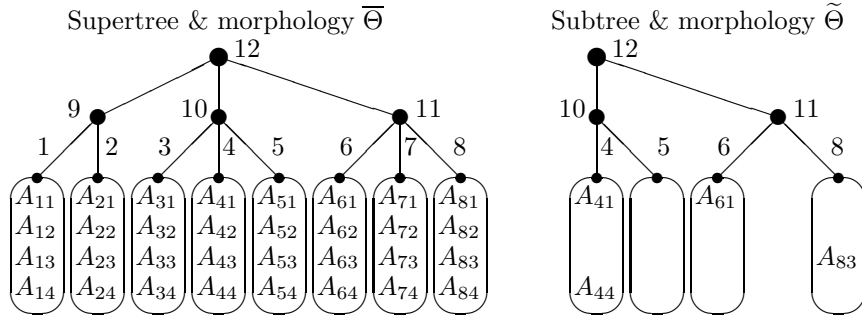 Supertree & morphology Θ̅ Subtree & morphology Θ̃
12 12
9 10 11 10 11
1 2 3 4 5 6 7 8 4 5 6 8
A₁₁ A₂₁ A₃₁ A₄₁ A₅₁ A₆₁ A₇₁ A₈₁ A₄₁ A₆₁
A₁₂ A₂₂ A₃₂ A₄₂ A₅₂ A₆₂ A₇₂ A₈₂
A₁₃ A₂₃ A₃₃ A₄₃ A₅₃ A₆₃ A₇₃ A₈₃ A₈₃
A₁₄ A₂₄ A₃₄ A₄₄ A₅₄ A₆₄ A₇₄ A₈₄ A₄₄